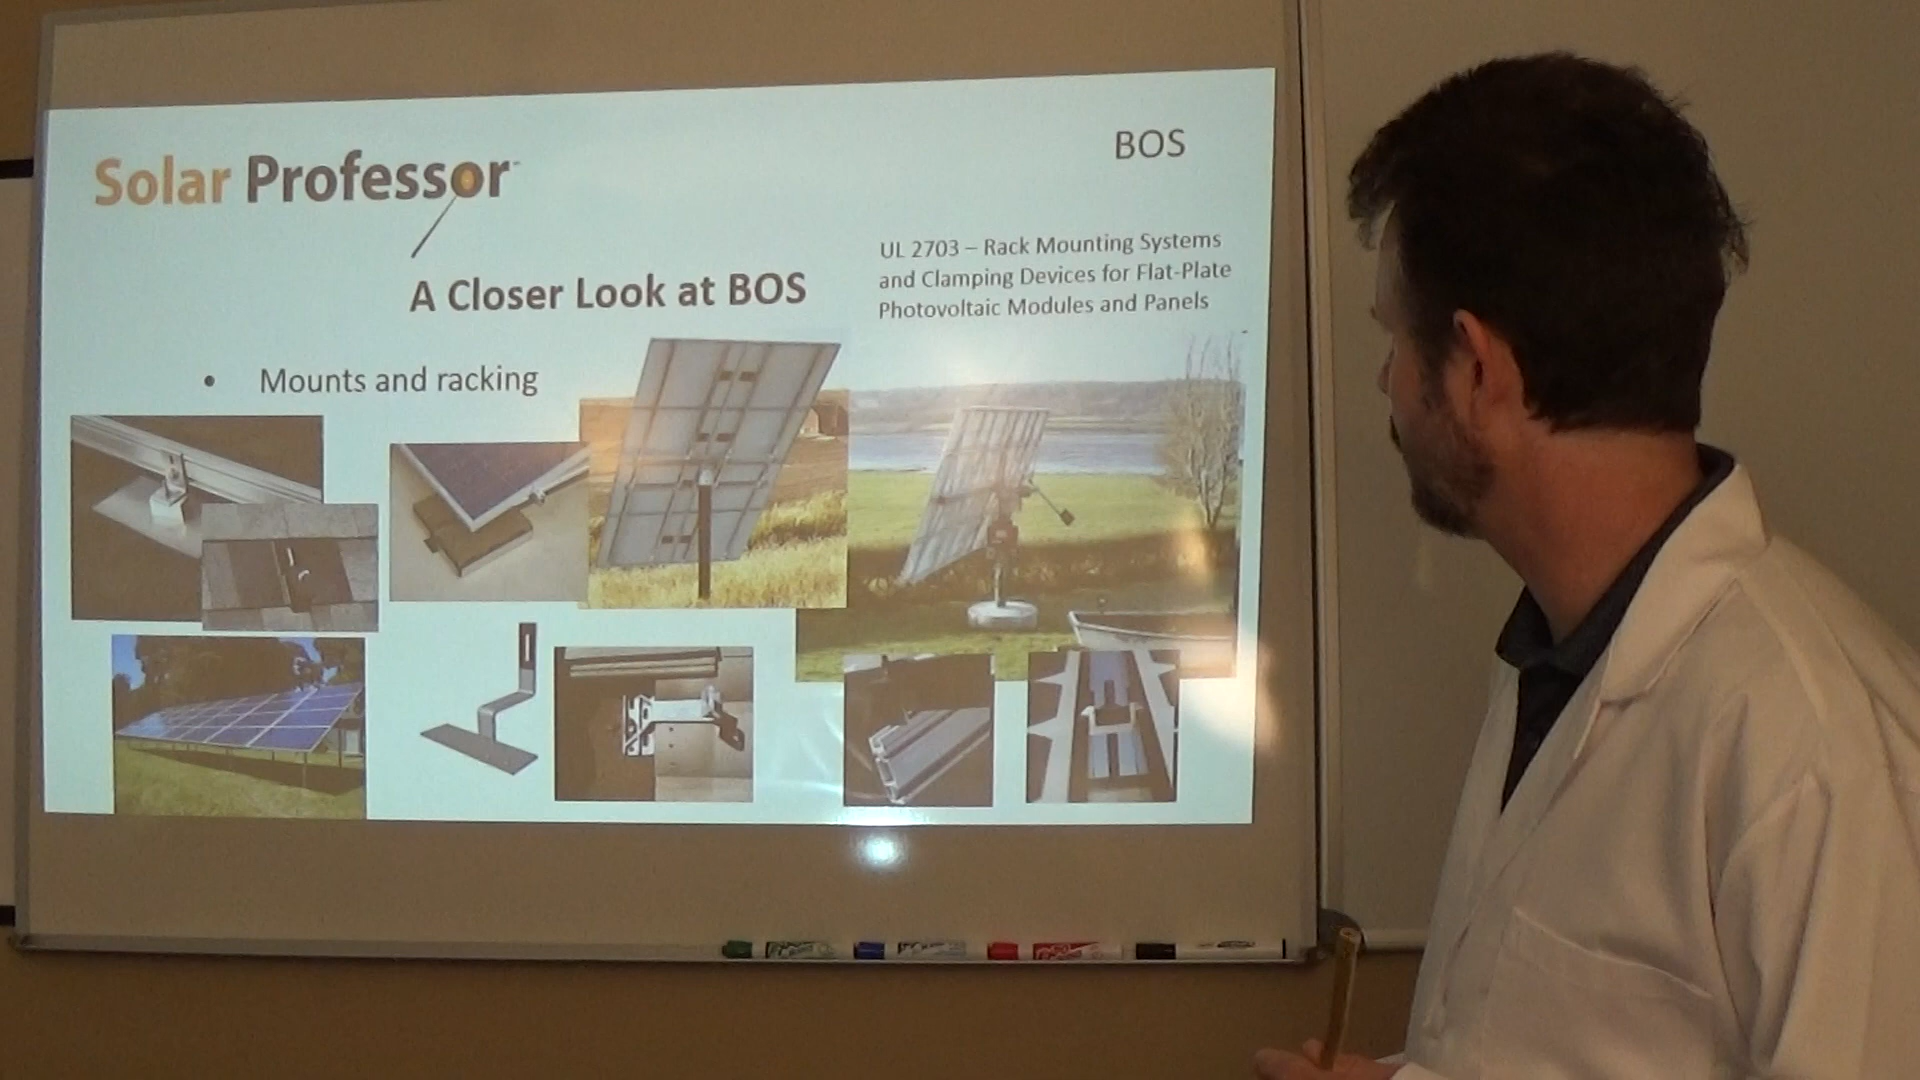 Solar Professor
BOS
UL 2703 – Rack Mounting Systems
and Clamping Devices for Flat-Plate
Photovoltaic Modules and Panels
A Closer Look at BOS
• Mounts and racking